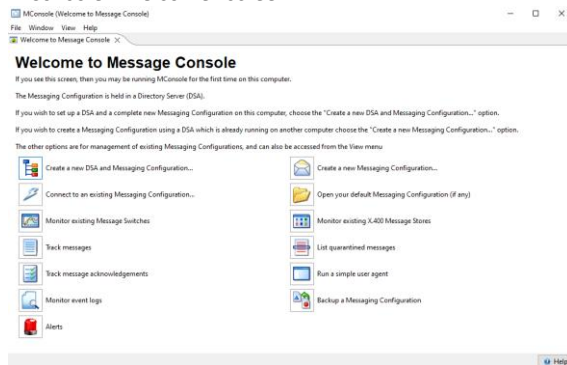 MConsole (Welcome to Message Console)
File Window View Help
Welcome to Message Console
Welcome to Message Console
If you see this screen, then you may be running MConsole for the first time on this computer.
The Messaging Configuration is held in a Directory Server (DSA).
If you wish to set up a DSA and a complete new Messaging Configuration on this computer, choose the "Create a new DSA and Messaging Configuration..." option.
If you wish to create a Messaging Configuration using a DSA which is already running on another computer choose the "Create a new Messaging Configuration..." option.
The other options are for management of existing Messaging Configurations, and can also be accessed from the View menu
Create a new DSA and Messaging Configuration... Create a new Messaging Configuration...
Connect to an existing Messaging Configuration... Open your default Messaging Configuration (if any)
Monitor existing Message Switches Monitor existing X.400 Message Stores
Track messages List quarantined messages
Track message acknowledgements Run a simple user agent
Monitor event logs Backup a Messaging Configuration
Alerts
Help